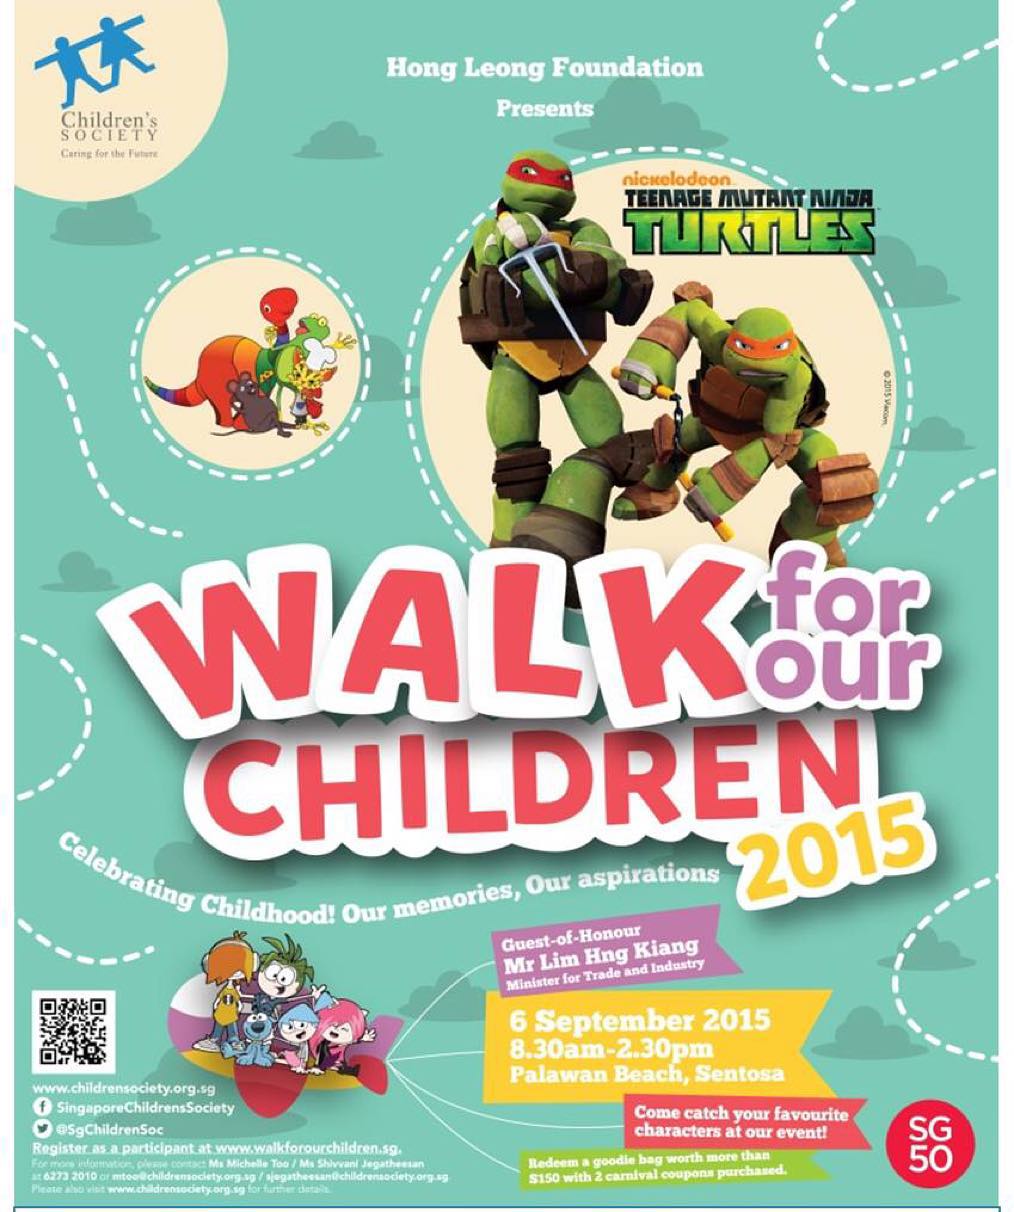 Children's
SOCIETY
Caring for the Future
Hong Leong Foundation
Presents
nickelodeon
TEENAGE MUTANT NINJA
TURTLES
© 2015 Viacom.
WALK
for
our
CHILDREN
2015
Celebrating Childhood! Our memories, Our aspirations
Guest-of-Honour
Mr Lim Hng Kiang
Minister for Trade and Industry
6 September 2015
8.30am-2.30pm
Palawan Beach, Sentosa
Come catch your favourite
characters at our event!
Redeem a goodie bag worth more than
$150 with 2 carnival coupons purchased.
SG
50
www.childrensociety.org.sg
f SingaporeChildrensSociety
@SgChildrenSoc
Register as a participant at www.walkforourchildren.sg.
For more information, please contact Ms Michelle Too / Ms Shivvani Jegatheesan
at 6273 2010 or mtoo@childrensociety.org.sg / sjegatheesan@childrensociety.org.sg.
Please also visit www.childrensociety.org.sg for further details.